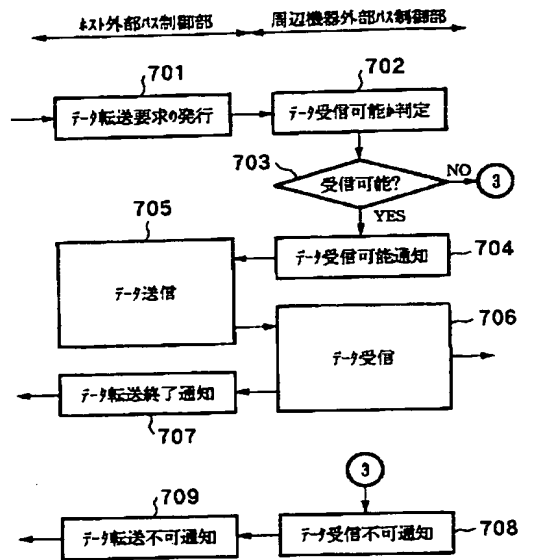 ホスト外部バス制御部
周辺機器外部バス制御部
701
702
データ転送要求の発行
データ受信可能か判定
703
受信可能?
NO
3
YES
705
データ受信可能通知
704
データ送信
706
データ受信
データ転送終了通知
707
3
709
データ転送不可通知
データ受信不可通知
708